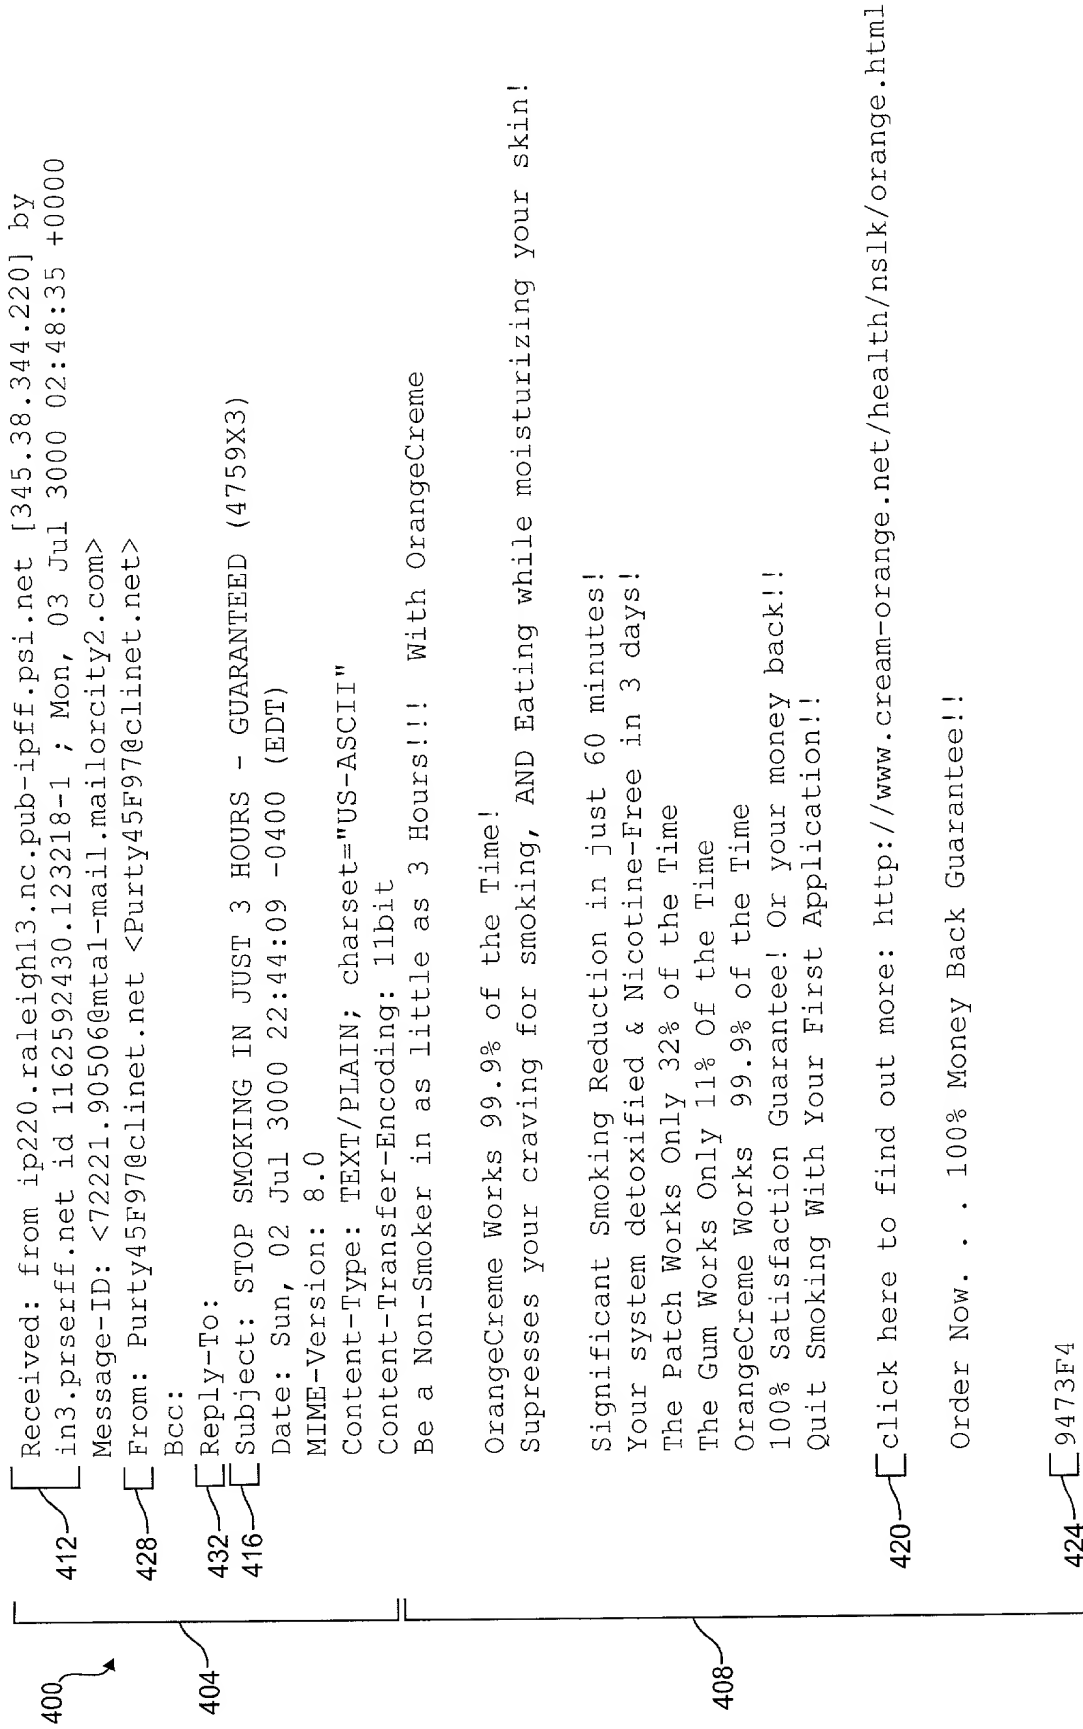 400
404
412
Received: from ip220.raleigh13.nc.pub-ipff.psi.net [345.38.344.220] by
in3.prserff.net id 1162592430.123218-1 ; Mon, 03 Jul 3000 02:48:35 +0000
Message-ID: <72221.90506@mtal-mail.mailorcity2.com>
428
From: Purty45F97@clinet.net <Purty45F97@clinet.net>
Bcc:
432
Reply-To:
416
Subject: STOP SMOKING IN JUST 3 HOURS - GUARANTEED (4759X3)
Date: Sun, 02 Jul 3000 22:44:09 -0400 (EDT)
MIME-Version: 8.0
Content-Type: TEXT/PLAIN; charset="US-ASCII"
Content-Transfer-Encoding: 11bit
408
Be a Non-Smoker in as little as 3 Hours!!! With OrangeCreme
OrangeCreme Works 99.9% of the Time!
Supresses your craving for smoking, AND Eating while moisturizing your skin!
Significant Smoking Reduction in just 60 minutes!
Your system detoxified & Nicotine-Free in 3 days!
The Patch Works Only 32% of the Time
The Gum Works Only 11% Of the Time
OrangeCreme Works 99.9% of the Time
100% Satisfaction Guarantee! Or your money back!!
Quit Smoking With Your First Application!!
420
click here to find out more: http://www.cream-orange.net/health/nslk/orange.html
Order Now. . . 100% Money Back Guarantee!!
424
9473F4